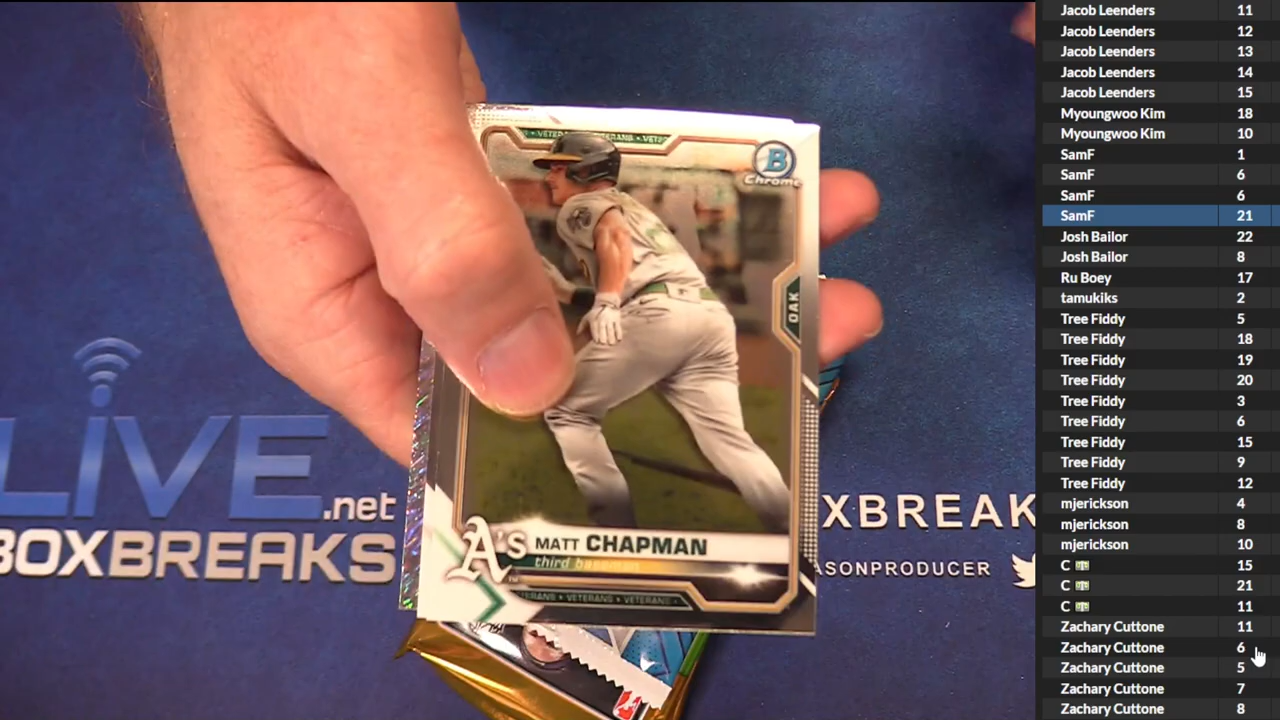 VETERANS • VETE
B
Chrome
OAK
A's MATT CHAPMAN
third baseman
VETERANS • VETERANS •
LIVE.net
BOXBREAKS
XBREAK
ASONPRODUCER
Jacob Leenders 11
Jacob Leenders 12
Jacob Leenders 13
Jacob Leenders 14
Jacob Leenders 15
Myoungwoo Kim 18
Myoungwoo Kim 10
SamF 1
SamF 6
SamF 6
SamF 21
Josh Bailor 22
Josh Bailor 8
Ru Boey 17
tamukiks 2
Tree Fiddy 5
Tree Fiddy 18
Tree Fiddy 19
Tree Fiddy 20
Tree Fiddy 3
Tree Fiddy 6
Tree Fiddy 15
Tree Fiddy 9
Tree Fiddy 12
mjerickson 4
mjerickson 8
mjerickson 10
C 15
C 21
C 11
Zachary Cuttone 11
Zachary Cuttone 6
Zachary Cuttone 5
Zachary Cuttone 7
Zachary Cuttone 8